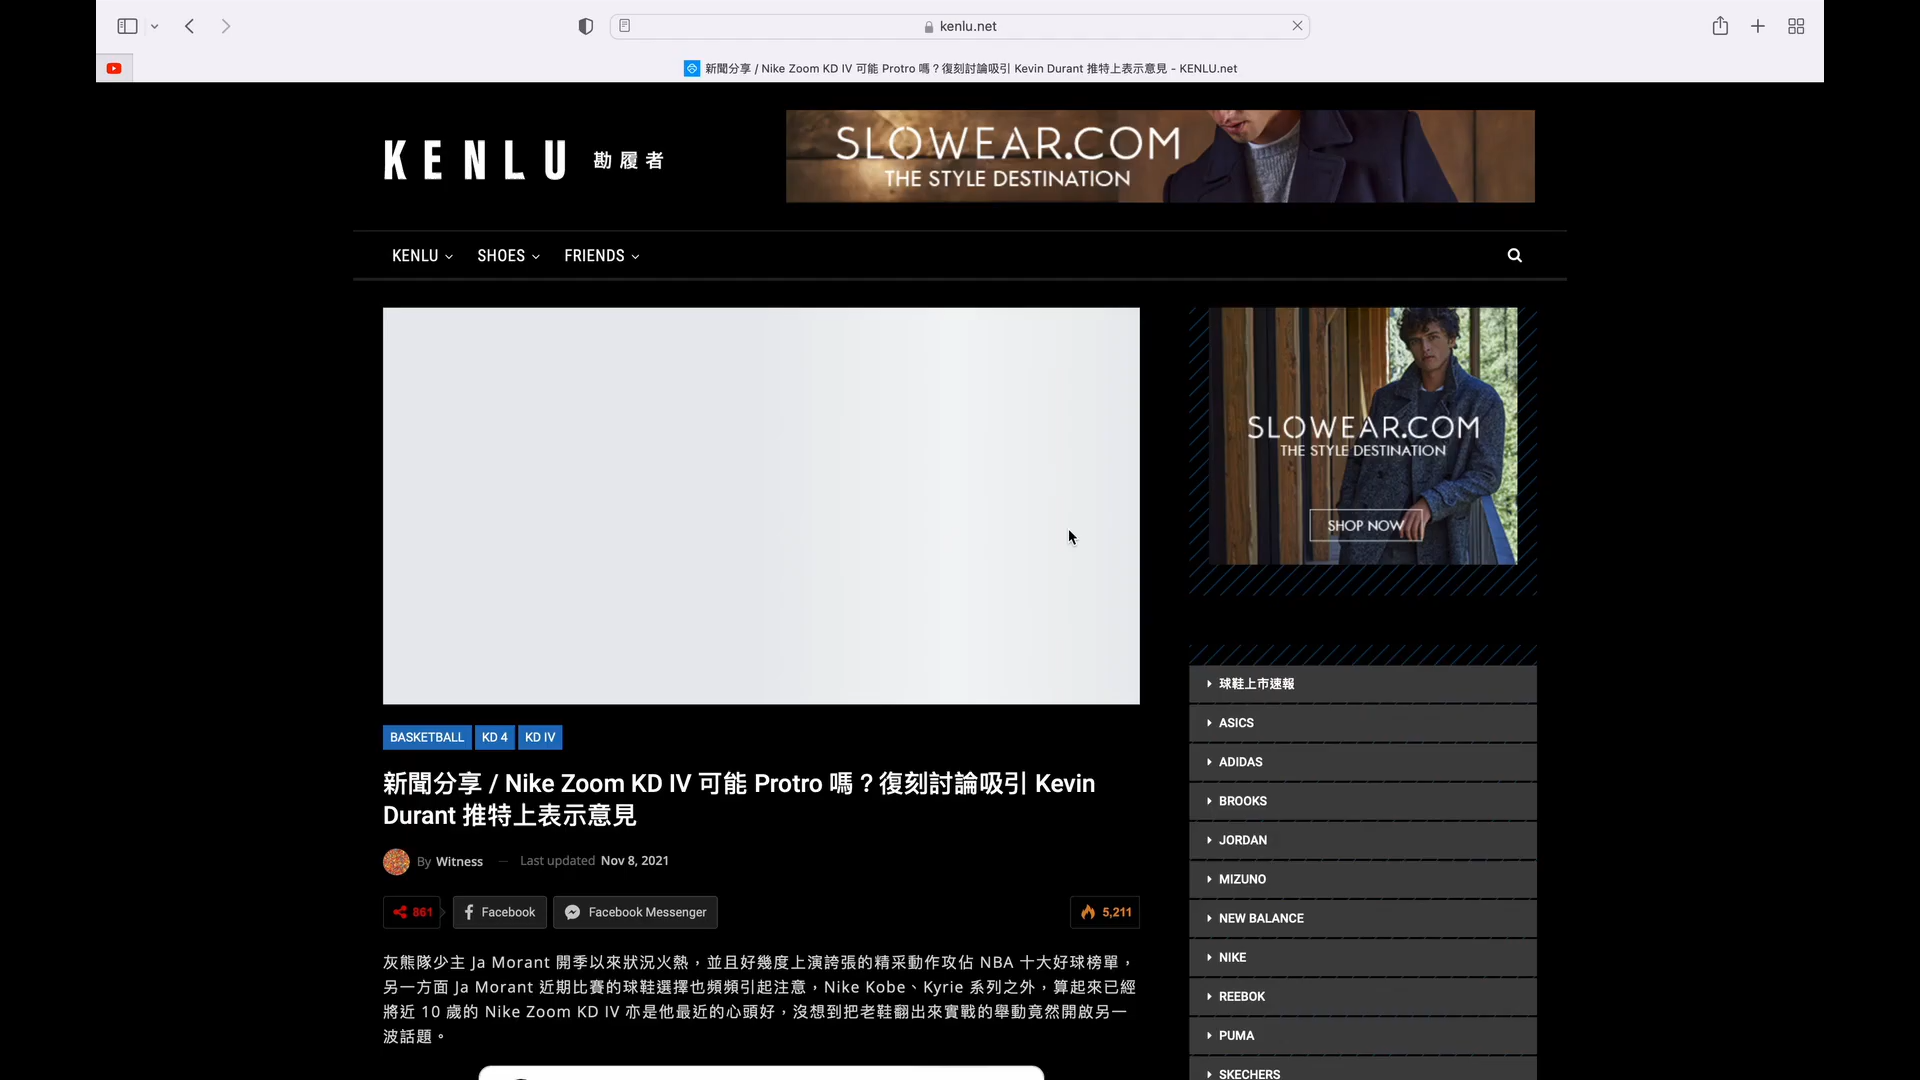 kenlu.net
新聞分享 / Nike Zoom KD IV 可能 Protro 嗎？復刻討論吸引 Kevin Durant 推特上表示意見 - KENLU.net
KENLU 勘履者
SLOWEAR.COM
THE STYLE DESTINATION
KENLU
SHOES
FRIENDS
SLOWEAR.COM
THE STYLE DESTINATION
SHOP NOW
BASKETBALL
KD 4
KD IV
新聞分享 / Nike Zoom KD IV 可能 Protro 嗎？復刻討論吸引 Kevin
Durant 推特上表示意見
By Witness — Last updated Nov 8, 2021
861
Facebook
Facebook Messenger
5,211
灰熊隊少主 Ja Morant 開季以來狀況火熱，並且好幾度上演誇張的精采動作攻佔 NBA 十大好球榜單，
另一方面 Ja Morant 近期比賽的球鞋選擇也頻頻引起注意，Nike Kobe、Kyrie 系列之外，算起來已經
將近 10 歲的 Nike Zoom KD IV 亦是他最近的心頭好，沒想到把老鞋翻出來實戰的舉動竟然開啟另一
波話題。
球鞋上市速報
ASICS
ADIDAS
BROOKS
JORDAN
MIZUNO
NEW BALANCE
NIKE
REEBOK
PUMA
SKECHERS